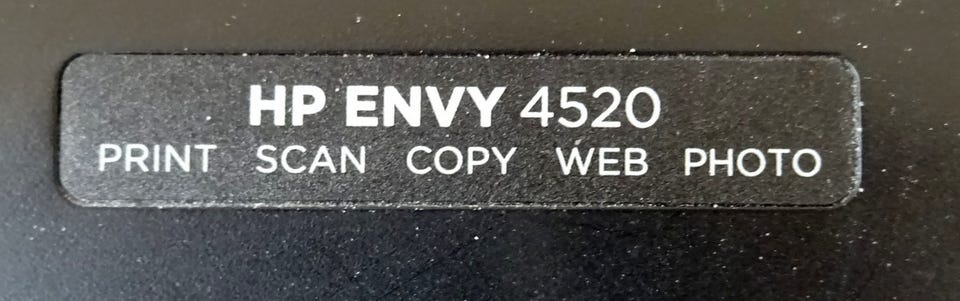 HP ENVY 4520
PRINT SCAN COPY WEB PHOTO